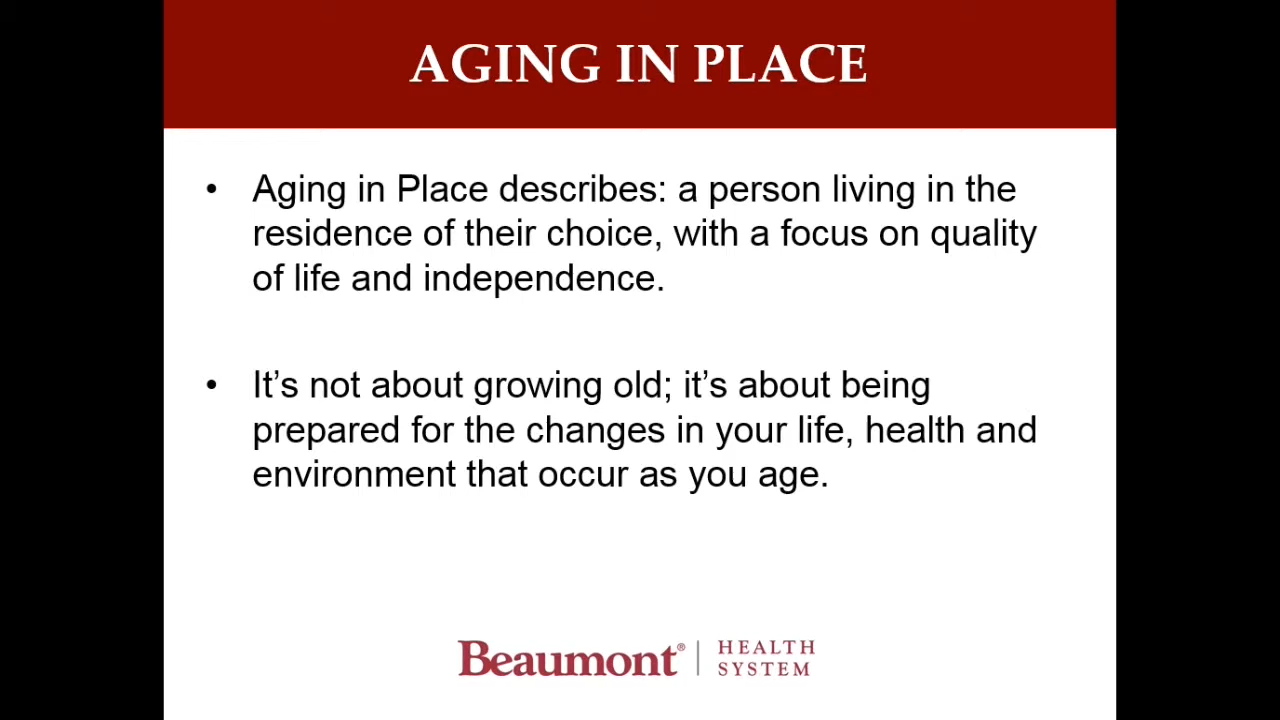 AGING IN PLACE
• Aging in Place describes: a person living in the
residence of their choice, with a focus on quality
of life and independence.
• It’s not about growing old; it’s about being
prepared for the changes in your life, health and
environment that occur as you age.
Beaumont® | HEALTH
SYSTEM